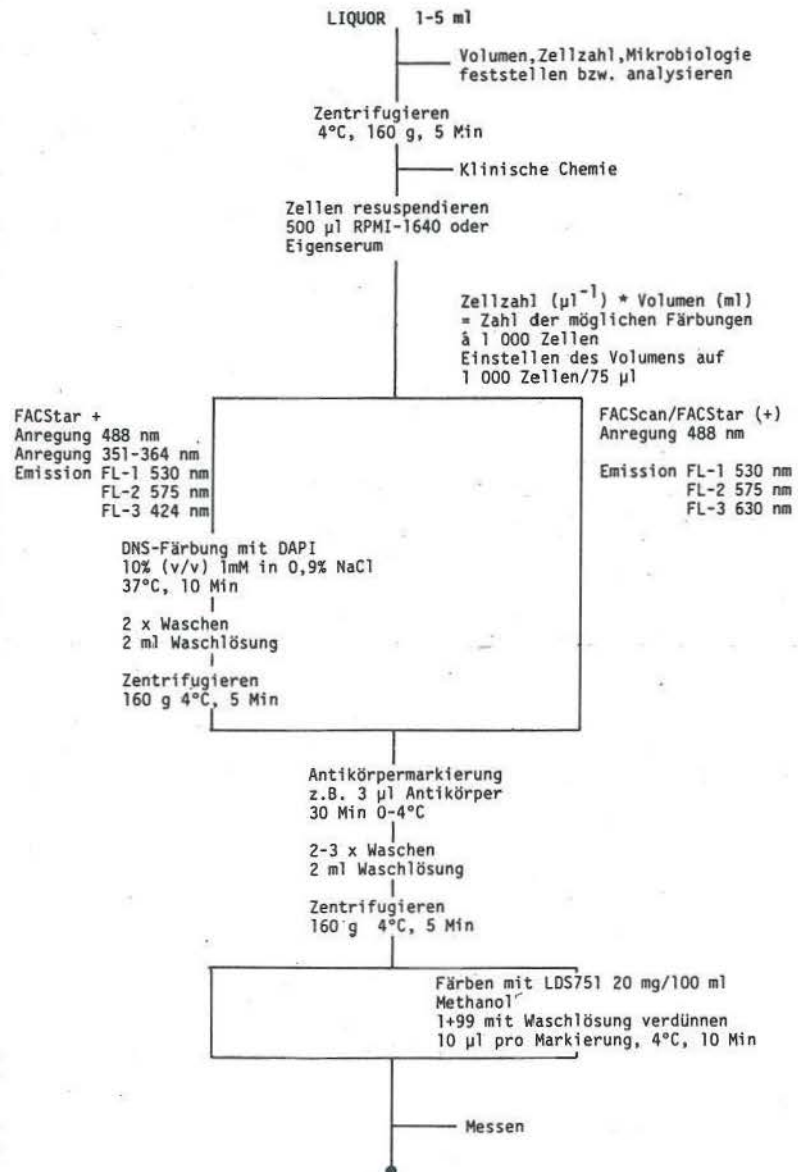 LIQUOR 1-5 ml
Volumen,Zellzahl,Mikrobiologie
feststellen bzw. analysieren
Zentrifugieren
4°C, 160 g, 5 Min
Klinische Chemie
Zellen resuspendieren
500 µl RPMI-1640 oder
Eigenserum
Zellzahl (µl⁻¹) * Volumen (ml)
= Zahl der möglichen Färbungen
á 1 000 Zellen
Einstellen des Volumens auf
1 000 Zellen/75 µl
FACStar +
Anregung 488 nm
Anregung 351-364 nm
Emission FL-1 530 nm
FL-2 575 nm
FL-3 424 nm
FACScan/FACStar (+)
Anregung 488 nm
Emission FL-1 530 nm
FL-2 575 nm
FL-3 630 nm
DNS-Färbung mit DAPI
10% (v/v) 1mM in 0,9% NaCl
37°C, 10 Min
2 x Waschen
2 ml Waschlösung
Zentrifugieren
160 g 4°C, 5 Min
Antikörpermarkierung
z.B. 3 µl Antikörper
30 Min 0-4°C
2-3 x Waschen
2 ml Waschlösung
Zentrifugieren
160 g 4°C, 5 Min
Färben mit LDS751 20 mg/100 ml
Methanol
1+99 mit Waschlösung verdünnen
10 µl pro Markierung, 4°C, 10 Min
Messen